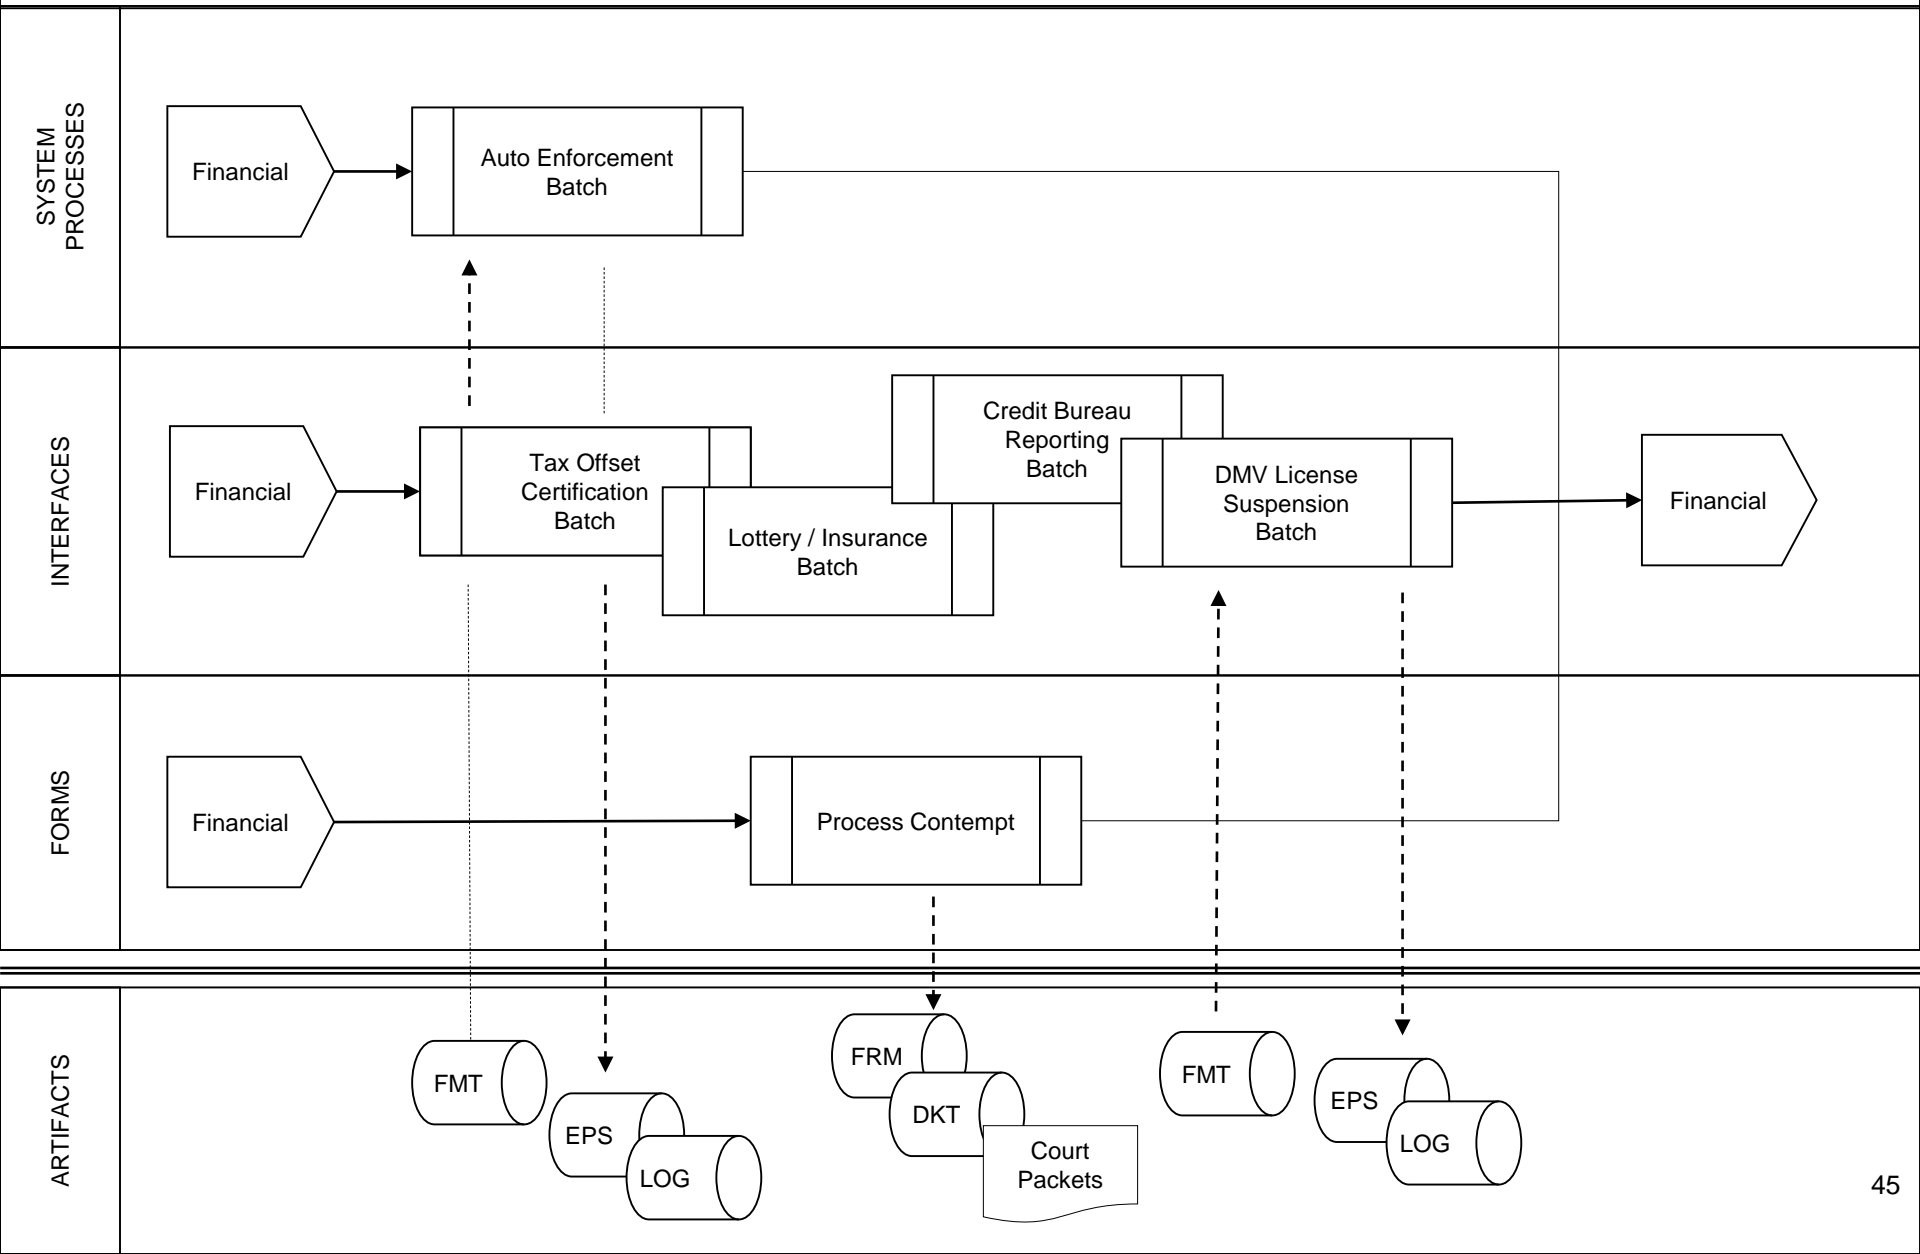 SYSTEM
PROCESSES
Financial
Auto Enforcement
Batch
INTERFACES
Financial
Tax Offset
Certification
Batch
Lottery / Insurance
Batch
Credit Bureau
Reporting
Batch
DMV License
Suspension
Batch
Financial
FORMS
Financial
Process Contempt
ARTIFACTS
FMT
EPS
LOG
FRM
DKT
Court
Packets
FMT
EPS
LOG
45